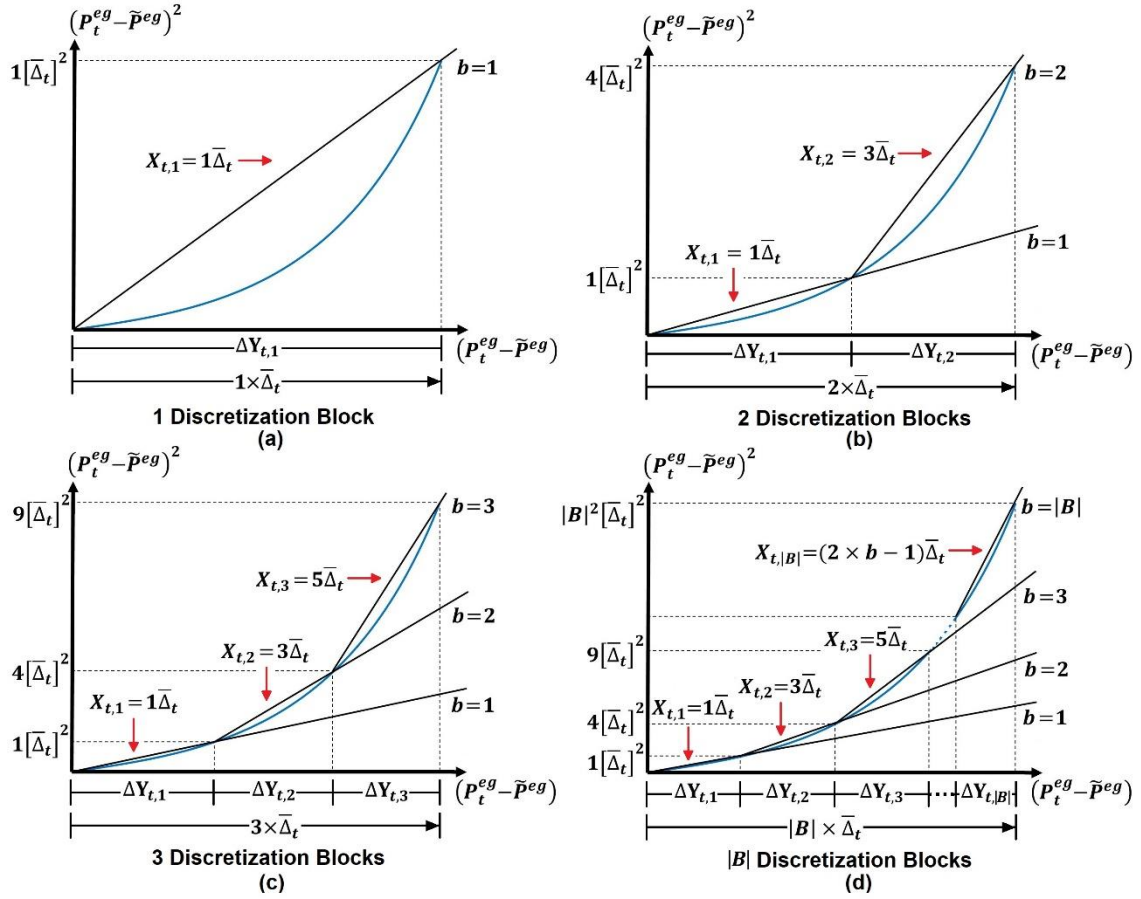 (P_t^{eg}−P̃^{eg})^2
1[Δ̅_t]^2
b=1
X_{t,1}=1Δ̅_t
ΔY_{t,1}
(P_t^{eg}−P̃^{eg})
1×Δ̅_t
1 Discretization Block
(a)
(P_t^{eg}−P̃^{eg})^2
4[Δ̅_t]^2
b=2
X_{t,2} = 3Δ̅_t
X_{t,1} = 1Δ̅_t
b=1
1[Δ̅_t]^2
ΔY_{t,1}
ΔY_{t,2}
(P_t^{eg}−P̃^{eg})
2×Δ̅_t
2 Discretization Blocks
(b)
(P_t^{eg}−P̃^{eg})^2
9[Δ̅_t]^2
b=3
X_{t,3}=5Δ̅_t
b=2
4[Δ̅_t]^2
X_{t,2}=3Δ̅_t
X_{t,1}=1Δ̅_t
b=1
1[Δ̅_t]^2
ΔY_{t,1}
ΔY_{t,2}
ΔY_{t,3}
(P_t^{eg}−P̃^{eg})
3×Δ̅_t
3 Discretization Blocks
(c)
(P_t^{eg}−P̃^{eg})^2
|B|^2[Δ̅_t]^2
b=|B|
X_{t,|B|}=(2 × b−1)Δ̅_t
b=3
9[Δ̅_t]^2
X_{t,3}=5Δ̅_t
b=2
X_{t,2}=3Δ̅_t
X_{t,1}=1Δ̅_t
4[Δ̅_t]^2
b=1
1[Δ̅_t]^2
ΔY_{t,1}
ΔY_{t,2}
ΔY_{t,3}
...
ΔY_{t,|B|}
(P_t^{eg}−P̃^{eg})
|B| ×Δ̅_t
|B| Discretization Blocks
(d)